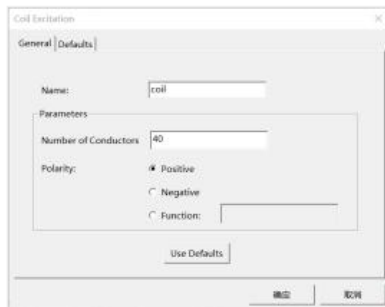 Coil Excitation
General Defaults
Name: coil
Parameters
Number of Conductors 40
Polarity: Positive
Negative
Function:
Use Defaults
确定 取消